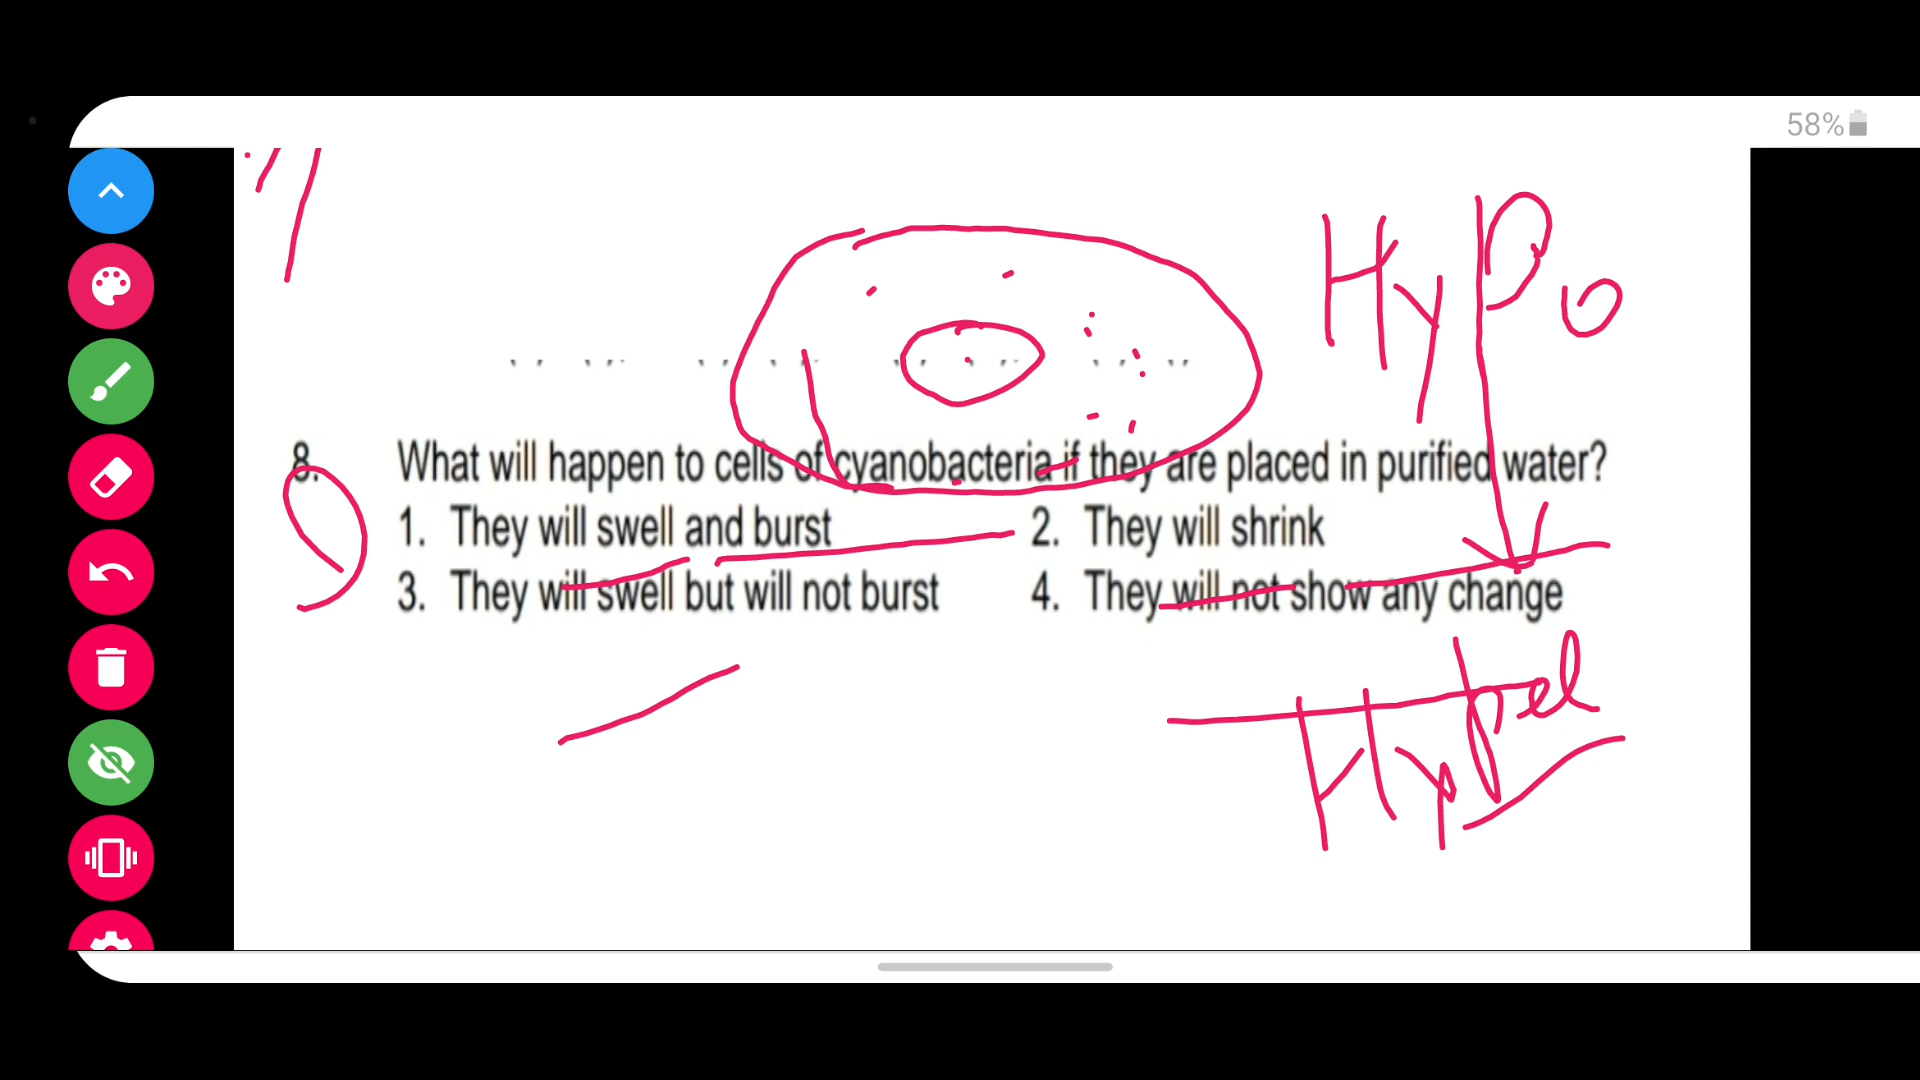 58%
HyPo
8. What will happen to cells of cyanobacteria if they are placed in purified water?
1. They will swell and burst 2. They will shrink
3. They will swell but will not burst 4. They will not show any change